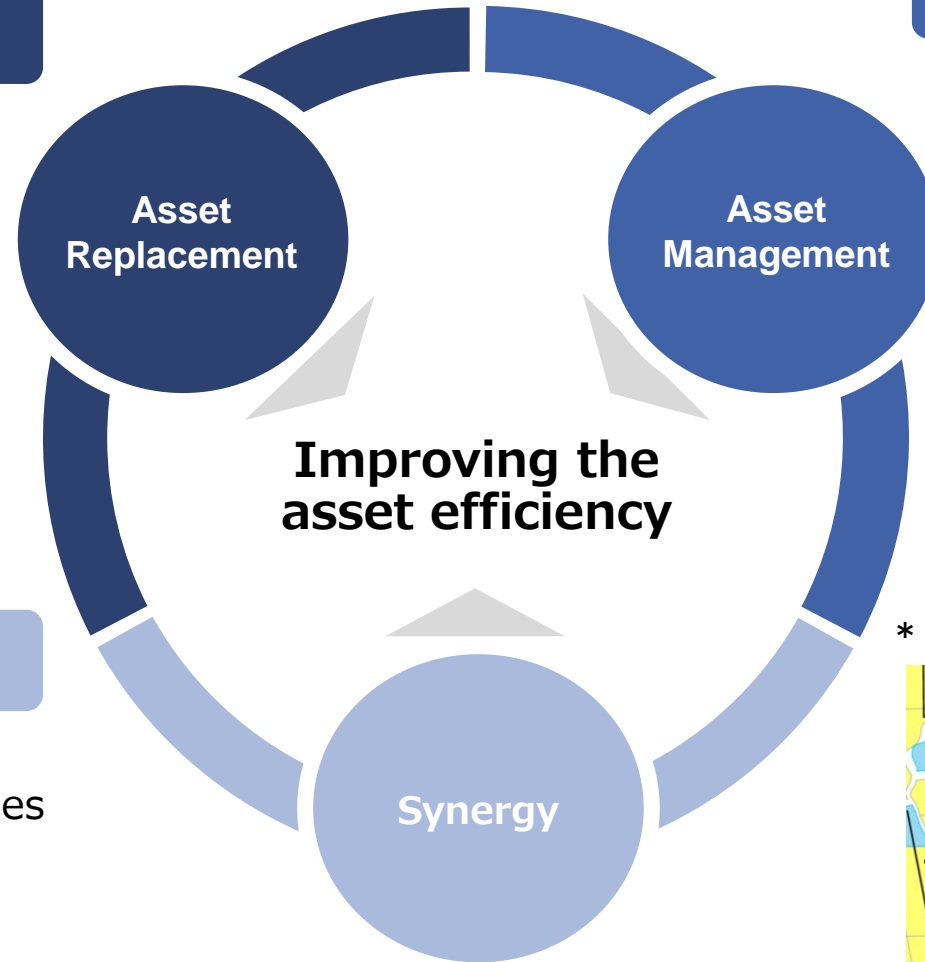 Asset
Replacement
Asset
Management
Improving the
asset efficiency
*
es
Synergy